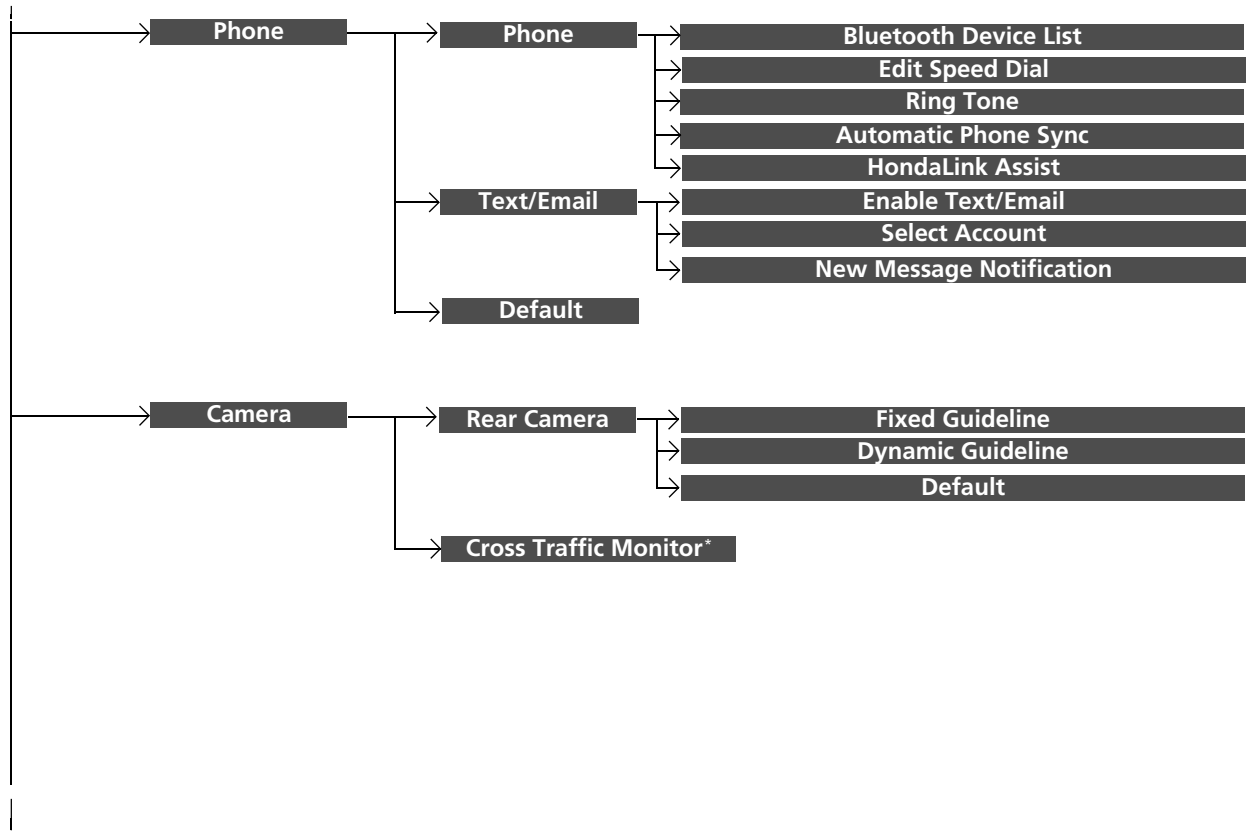 Phone
Phone
Bluetooth Device List
Edit Speed Dial
Ring Tone
Automatic Phone Sync
HondaLink Assist
Text/Email
Enable Text/Email
Select Account
New Message Notification
Default
Camera
Rear Camera
Fixed Guideline
Dynamic Guideline
Default
Cross Traffic Monitor*